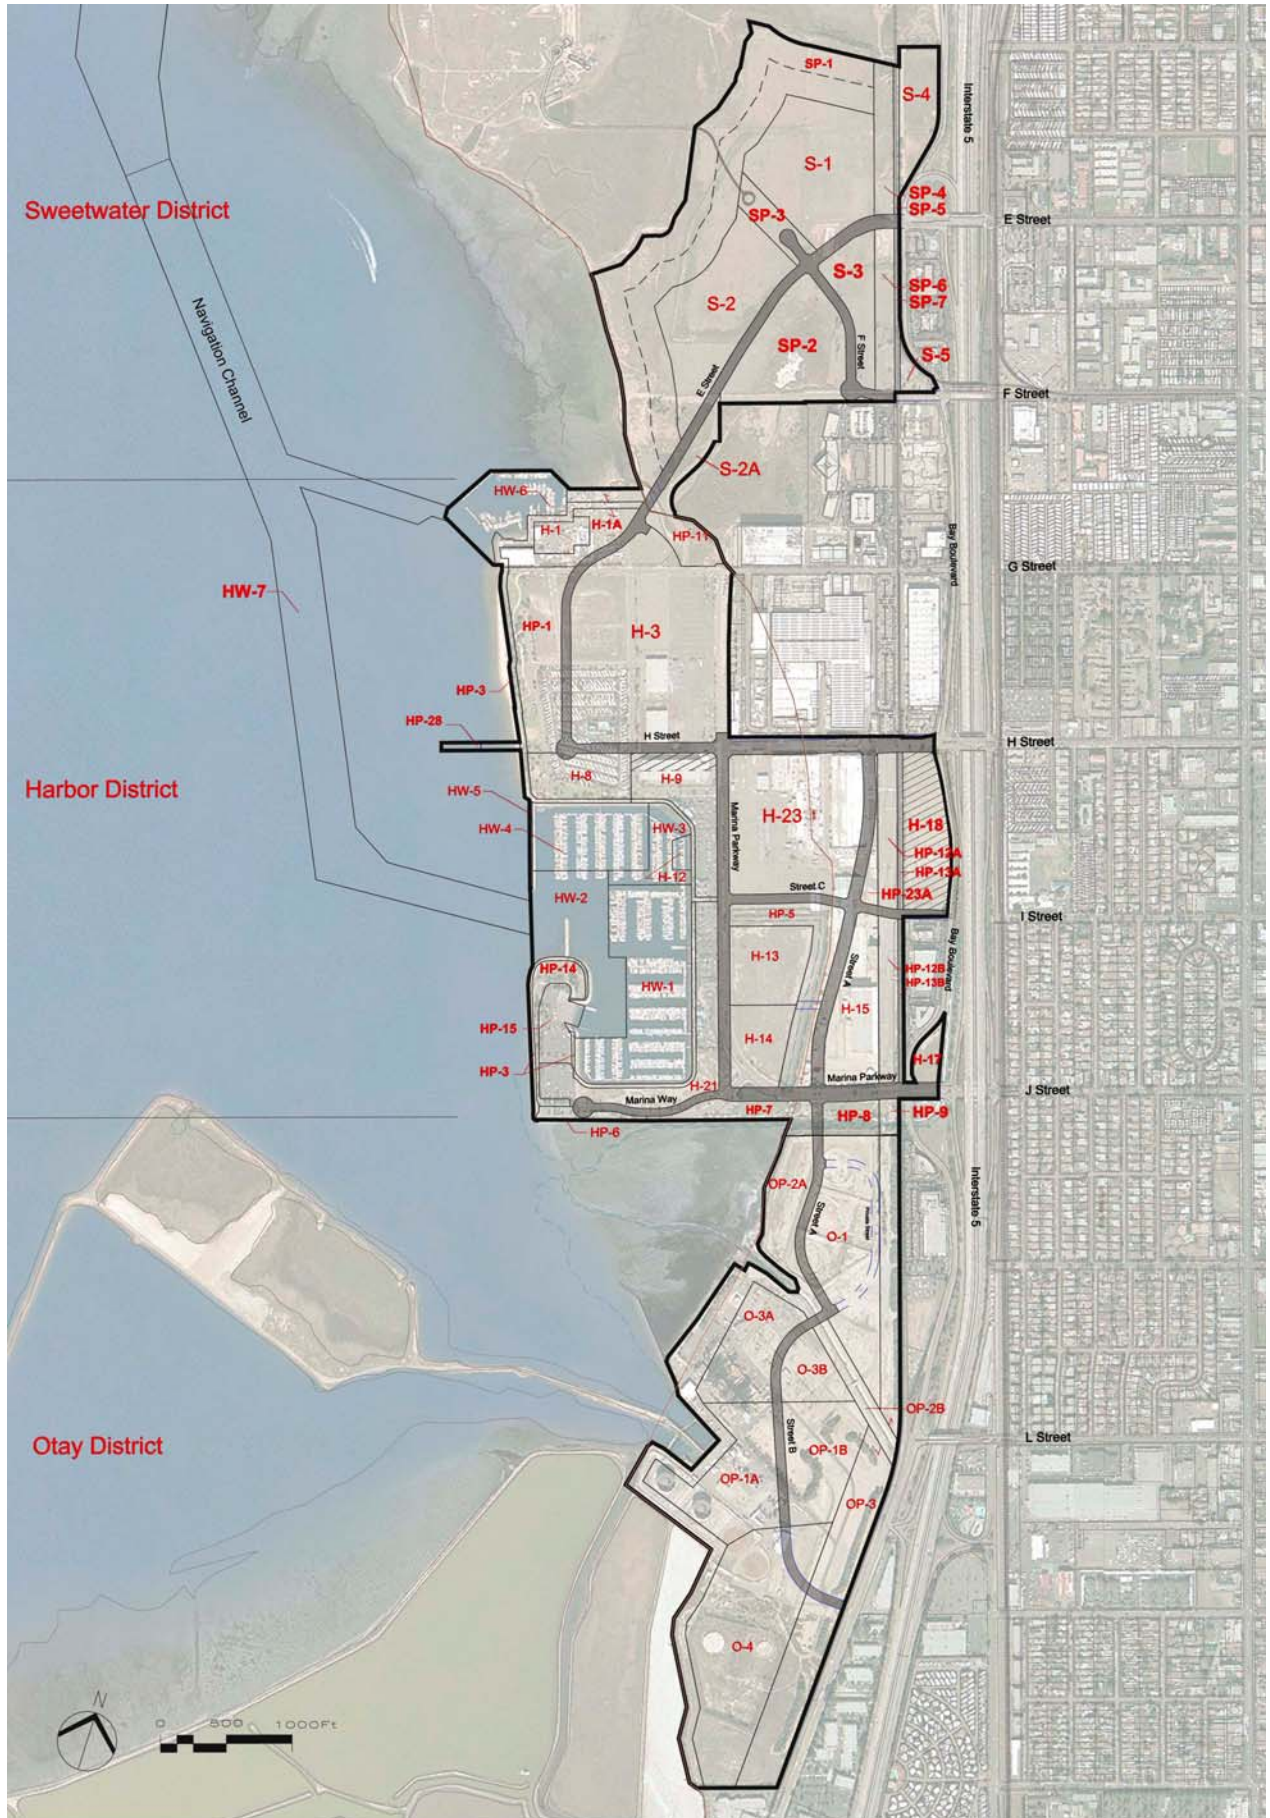 SP-1
S-4
Interstate 5
S-1
SP-4
SP-5
SP-3
Sweetwater District
E Street
S-3
SP-6
SP-7
S-2
Navigation Channel
SP-2
F Street
S-5
E Street
F Street
S-2A
HW-6
H-1
H-1A
HP-11
Bay Boulevard
G Street
HW-7
HP-1
H-3
HP-3
HP-28
H Street
H Street
H-8
H-9
Harbor District
HW-5
HW-4
HW-3
Marina Parkway
H-23
H-18
HP-12A
HP-13A
H-12
HW-2
Street C
HP-23A
HP-5
I Street
H-13
Bay Boulevard
HP-14
HP-12B
HP-13B
HW-1
Street A
H-15
HP-15
H-14
H-17
HP-3
H-21
Marina Parkway
J Street
Marina Way
HP-7
HP-8
HP-9
HP-6
OP-2A
Street A
Private Street
O-1
Interstate 5
O-3A
O-3B
OP-2B
Street B
OP-1B
L Street
Otay District
OP-1A
OP-3
O-4
N
0 500 1000Ft